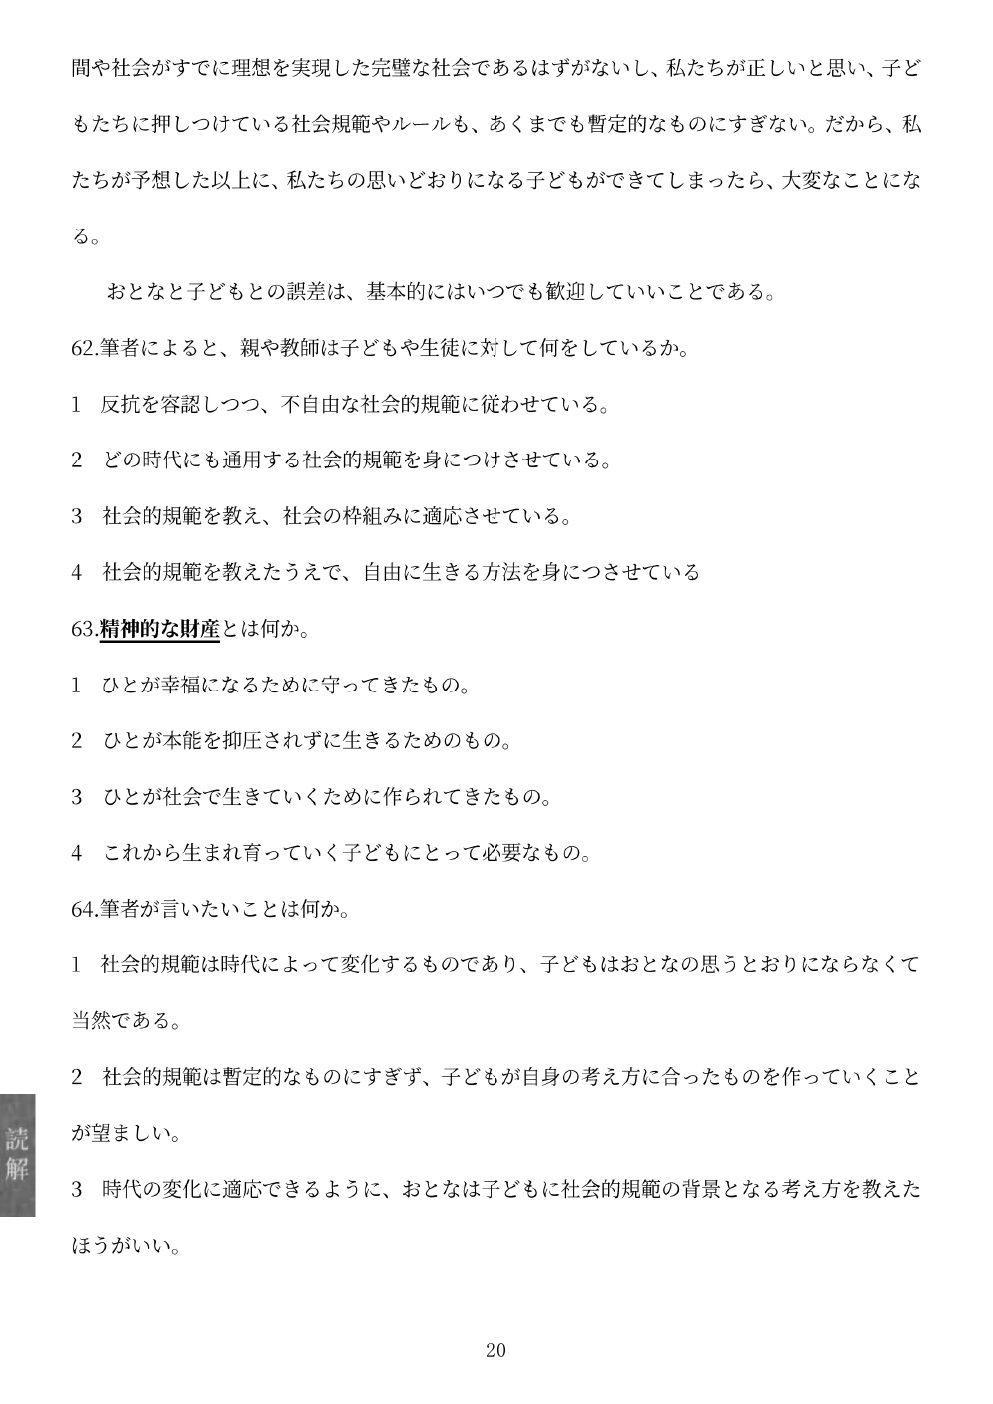 間や社会がすでに理想を実現した完璧な社会であるはずがないし、私たちが正しいと思い、子ど
もたちに押しつけている社会規範やルールも、あくまでも暫定的なものにすぎない。だから、私
たちが予想した以上に、私たちの思いどおりになる子どもができてしまったら、大変なことにな
る。
おとなと子どもとの誤差は、基本的にはいつでも歓迎していいことである。
62.筆者によると、親や教師は子どもや生徒に対して何をしているか。
1 反抗を容認しつつ、不自由な社会的規範に従わせている。
2 どの時代にも通用する社会的規範を身につけさせている。
3 社会的規範を教え、社会の枠組みに適応させている。
4 社会的規範を教えたうえで、自由に生きる方法を身につさせている
63.精神的な財産とは何か。
1 ひとが幸福になるために守ってきたもの。
2 ひとが本能を抑圧されずに生きるためのもの。
3 ひとが社会で生きていくために作られてきたもの。
4 これから生まれ育っていく子どもにとって必要なもの。
64.筆者が言いたいことは何か。
1 社会的規範は時代によって変化するものであり、子どもはおとなの思うとおりにならなくて
当然である。
2 社会的規範は暫定的なものにすぎず、子どもが自身の考え方に合ったものを作っていくこと
が望ましい。
3 時代の変化に適応できるように、おとなは子どもに社会的規範の背景となる考え方を教えた
ほうがいい。
読解
20